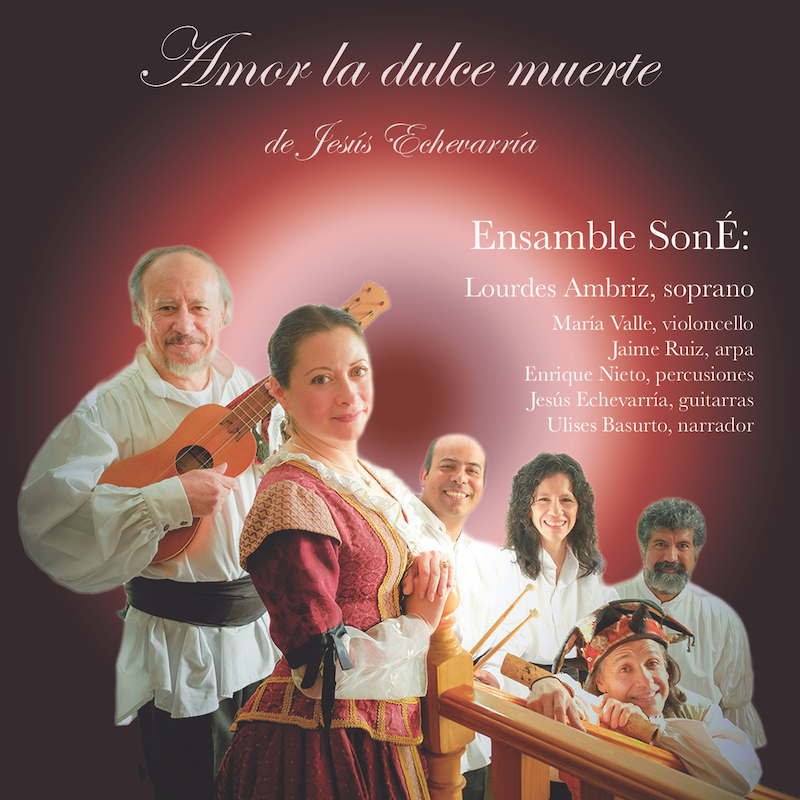 Amor la dulce muerte
de Jesús Echevarría
Ensamble SonÉ:
Lourdes Ambriz, soprano
María Valle, violoncello
Jaime Ruiz, arpa
Enrique Nieto, percusiones
Jesús Echevarría, guitarras
Ulises Basurto, narrador